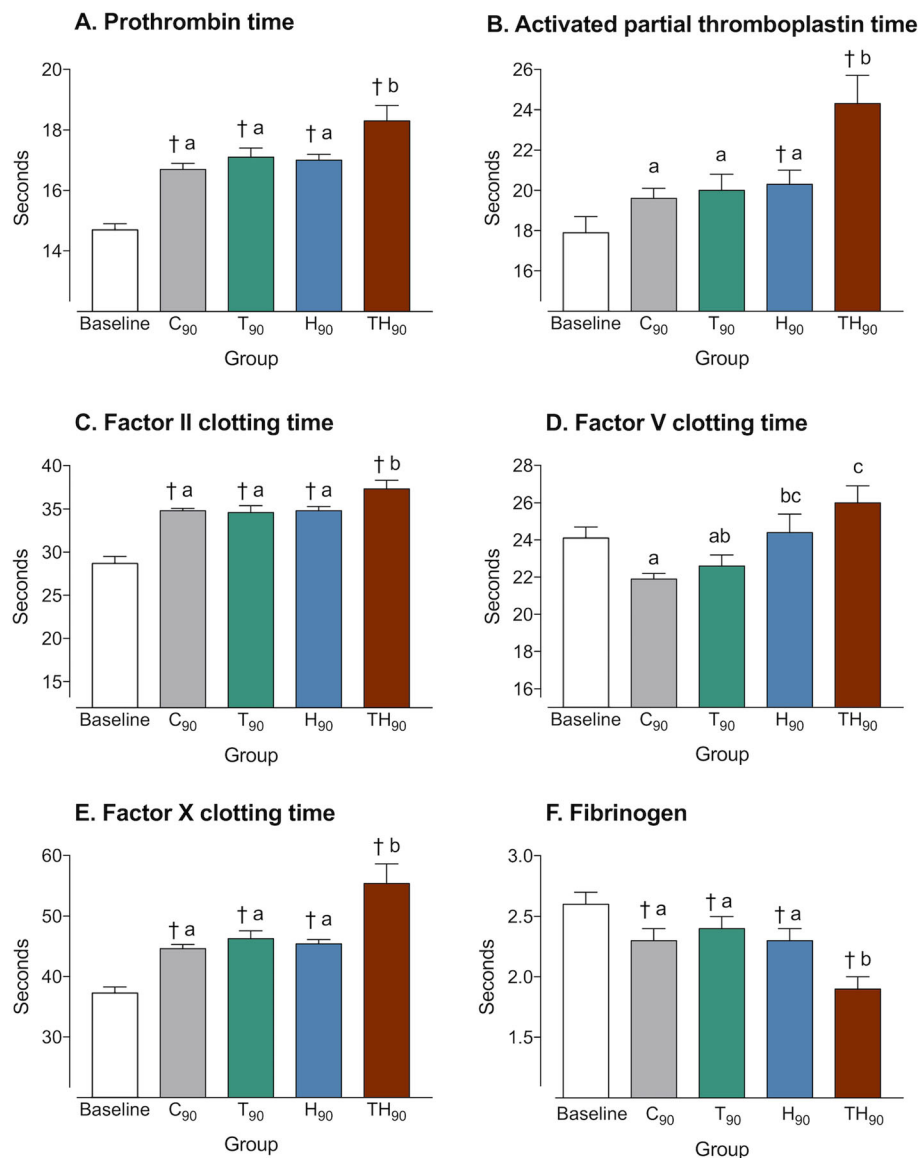 A. Prothrombin time
20
18
16
14
Seconds
† a
† a
† a
† b
Baseline C₉₀ T₉₀ H₉₀ TH₉₀
Group
B. Activated partial thromboplastin time
26
24
22
20
18
16
Seconds
a
a
† a
† b
Baseline C₉₀ T₉₀ H₉₀ TH₉₀
Group
C. Factor II clotting time
40
35
30
25
15
Seconds
† a
† a
† a
† b
Baseline C₉₀ T₉₀ H₉₀ TH₉₀
Group
D. Factor V clotting time
28
26
24
22
18
16
Seconds
a
ab
bc
c
Baseline C₉₀ T₉₀ H₉₀ TH₉₀
Group
E. Factor X clotting time
60
50
40
30
Seconds
† a
† a
† a
† b
Baseline C₉₀ T₉₀ H₉₀ TH₉₀
Group
F. Fibrinogen
3.0
2.5
2.0
1.5
Seconds
† a
† a
† a
† b
Baseline C₉₀ T₉₀ H₉₀ TH₉₀
Group